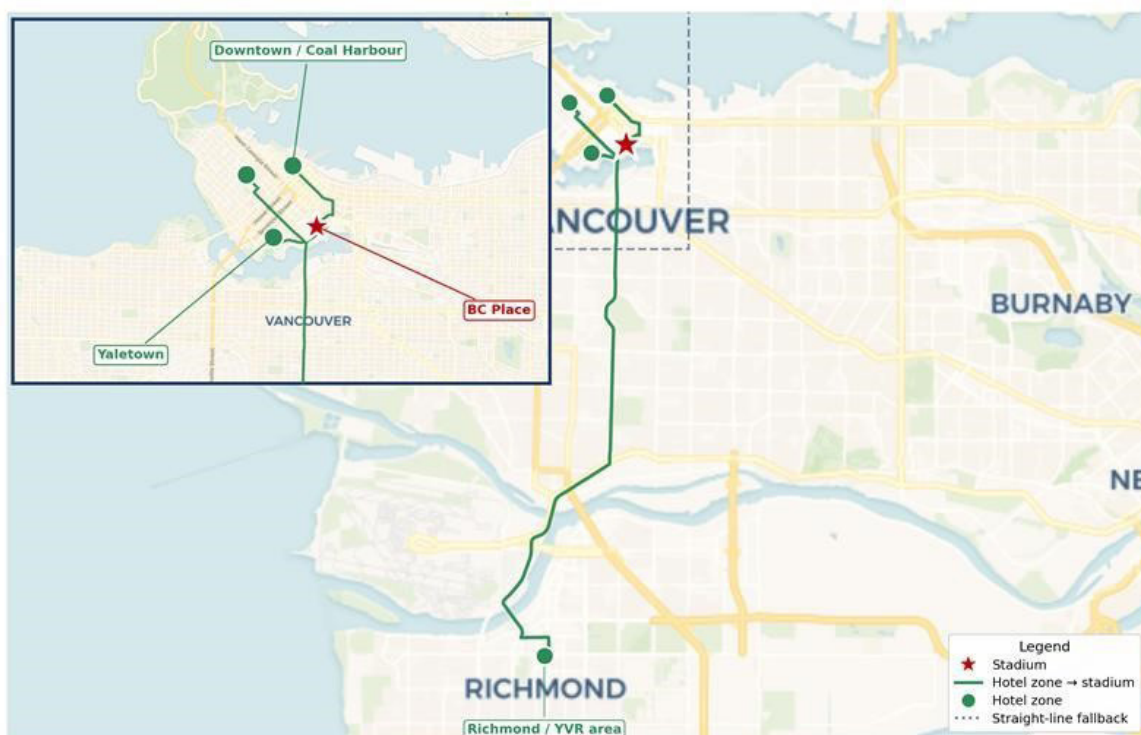 Downtown / Coal Harbour
BC Place
VANCOUVER
Yaletown
ANCOUVER
BURNABY
NE
RICHMOND
Richmond / YVR area
Legend
Stadium
Hotel zone → stadium
Hotel zone
Straight-line fallback